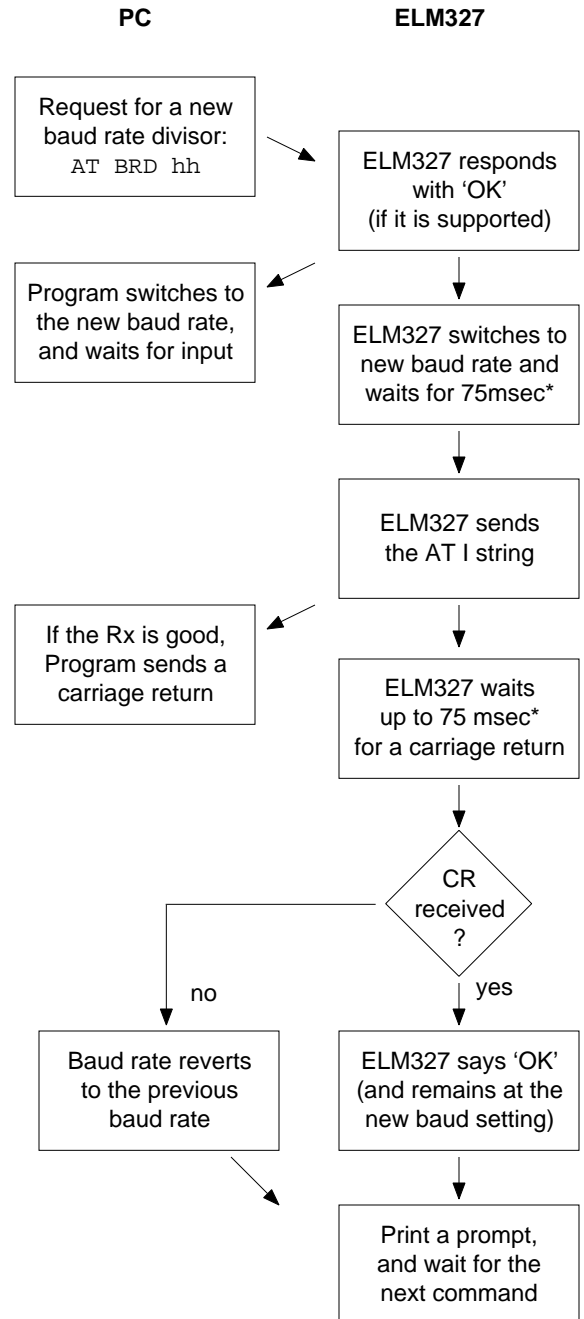 PC
ELM327
Request for a new
baud rate divisor:
AT BRD hh
ELM327 responds
with ‘OK’
(if it is supported)
Program switches to
the new baud rate,
and waits for input
ELM327 switches to
new baud rate and
waits for 75msec*
ELM327 sends
the AT I string
If the Rx is good,
Program sends a
carriage return
ELM327 waits
up to 75 msec*
for a carriage return
CR
received
?
no
yes
Baud rate reverts
to the previous
baud rate
ELM327 says ‘OK’
(and remains at the
new baud setting)
Print a prompt,
and wait for the
next command